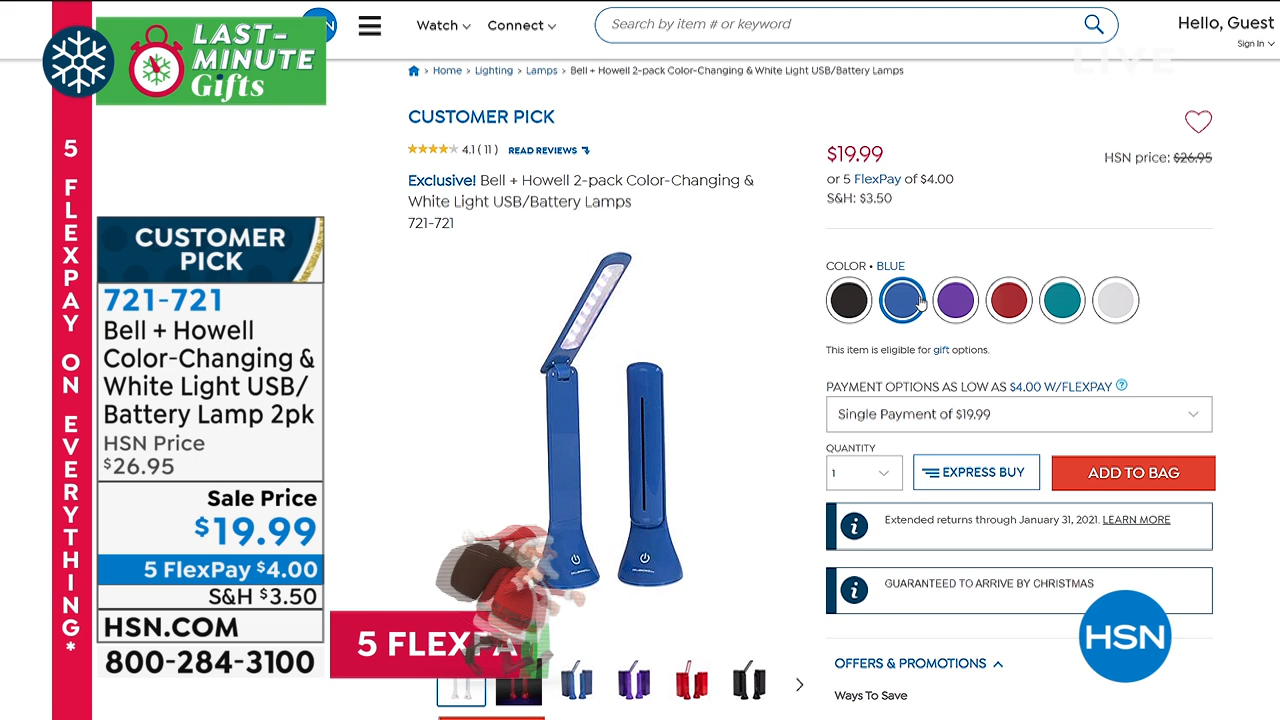 LAST-
MINUTE
Gifts
5 FLEXPAY ON EVERYTHING*
CUSTOMER
PICK
721-721
Bell + Howell
Color-Changing &
White Light USB/
Battery Lamp 2pk
HSN Price
$26.95
Sale Price
$19.99
5 FlexPay $4.00
S&H $3.50
HSN.COM
800-284-3100
Watch
Connect
Search by item # or keyword
Hello, Guest
Sign In
LIVE
> Home > Lighting > Lamps > Bell + Howell 2-pack Color-Changing & White Light USB/Battery Lamps
CUSTOMER PICK
4.1 ( 11 ) READ REVIEWS
Exclusive! Bell + Howell 2-pack Color-Changing &
White Light USB/Battery Lamps
721-721
$19.99
HSN price: $26.95
or 5 FlexPay of $4.00
S&H: $3.50
COLOR • BLUE
This item is eligible for gift options.
PAYMENT OPTIONS AS LOW AS $4.00 W/FLEXPAY ?
Single Payment of $19.99
QUANTITY
1
EXPRESS BUY
ADD TO BAG
Extended returns through January 31, 2021. LEARN MORE
GUARANTEED TO ARRIVE BY CHRISTMAS
HSN
OFFERS & PROMOTIONS
Ways To Save
5 FLEXPA